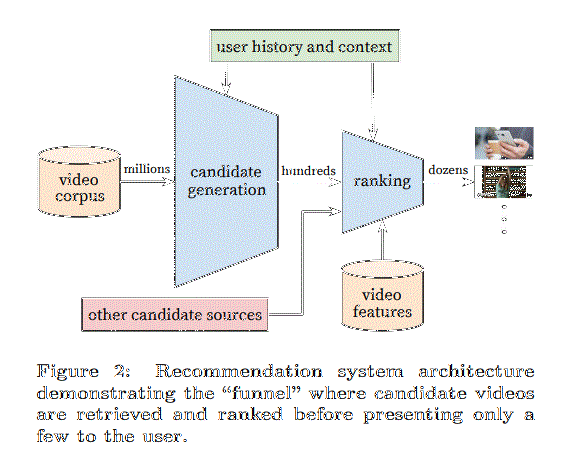 user history and context
video
corpus
millions
candidate
generation
hundreds
ranking
dozens
other candidate sources
video
features
Figure 2: Recommendation system architecture
demonstrating the “funnel” where candidate videos
are retrieved and ranked before presenting only a
few to the user.